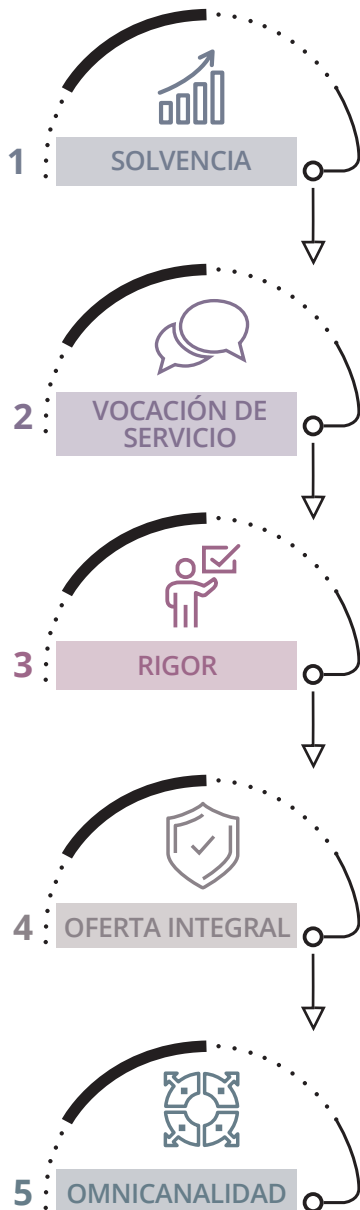 1 SOLVENCIA
2 VOCACIÓN DE
SERVICIO
3 RIGOR
4 OFERTA INTEGRAL
5 OMNICANALIDAD